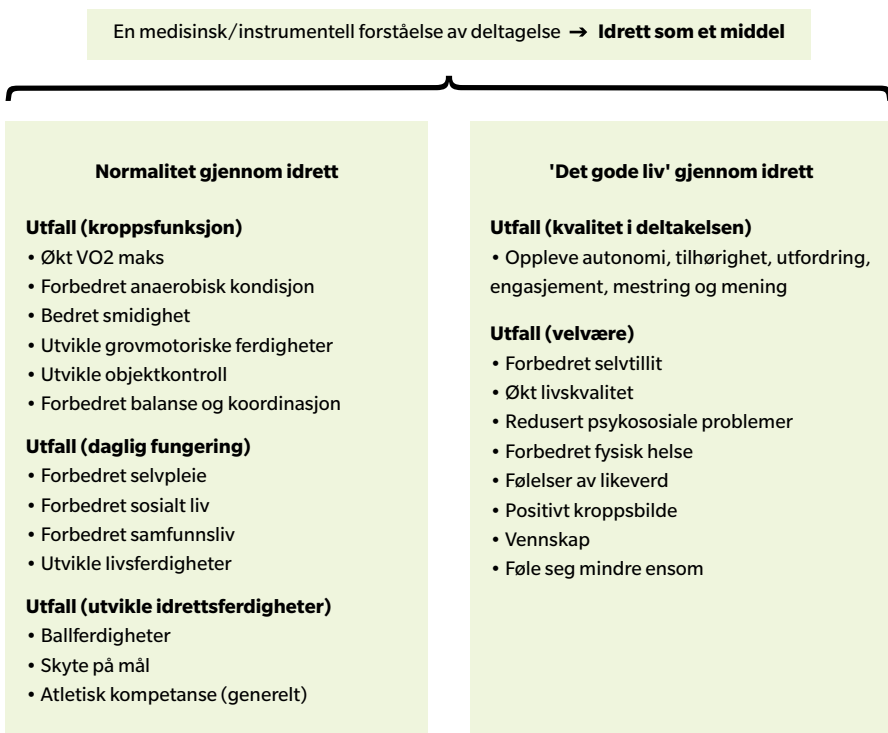 En medisinsk/instrumentell forståelse av deltagelse → Idrett som et middel
Normalitet gjennom idrett
Utfall (kroppsfunksjon)
• Økt VO2 maks
• Forbedret anaerobisk kondisjon
• Bedret smidighet
• Utvikle grovmotoriske ferdigheter
• Utvikle objektkontroll
• Forbedret balanse og koordinasjon
Utfall (daglig fungering)
• Forbedret selvpleie
• Forbedret sosialt liv
• Forbedret samfunnsliv
• Utvikle livsferdigheter
Utfall (utvikle idrettsferdigheter)
• Ballferdigheter
• Skyte på mål
• Atletisk kompetanse (generelt)
'Det gode liv' gjennom idrett
Utfall (kvalitet i deltakelsen)
• Oppleve autonomi, tilhørighet, utfordring,
engasjement, mestring og mening
Utfall (velvære)
• Forbedret selvtillit
• Økt livskvalitet
• Redusert psykososiale problemer
• Forbedret fysisk helse
• Følelser av likeverd
• Positivt kroppsbilde
• Vennskap
• Føle seg mindre ensom